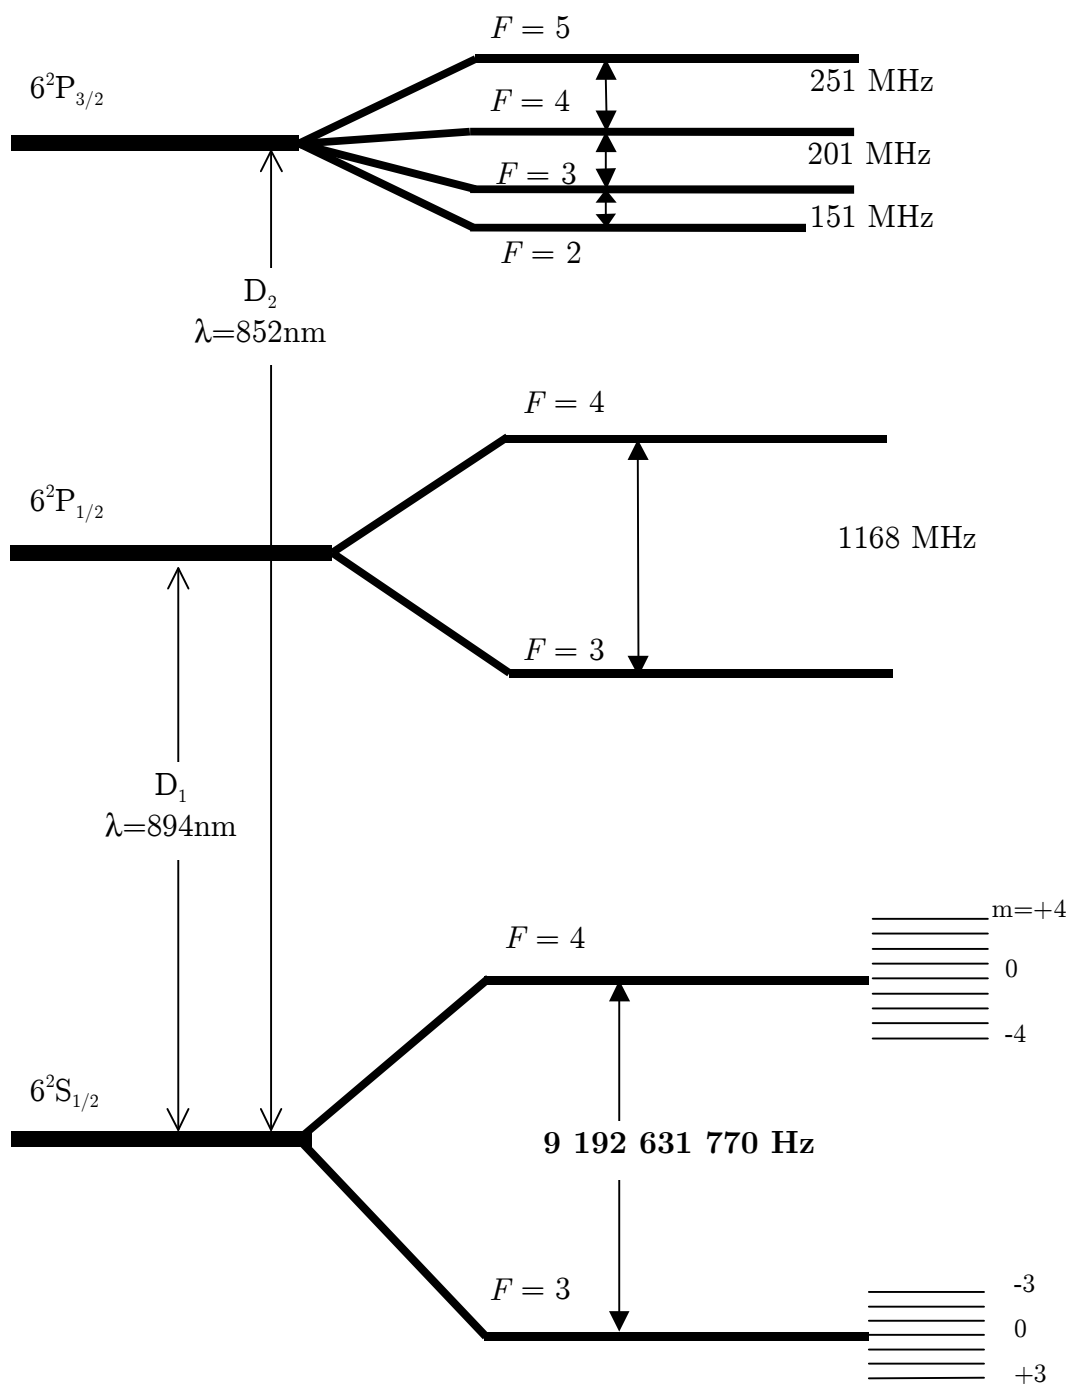 F = 5
6²P₃/₂
251 MHz
F = 4
201 MHz
F = 3
151 MHz
F = 2
D₂
λ=852nm
F = 4
6²P₁/₂
1168 MHz
F = 3
D₁
λ=894nm
m=+4
F = 4
0
-4
6²S₁/₂
9 192 631 770 Hz
F = 3
-3
0
+3